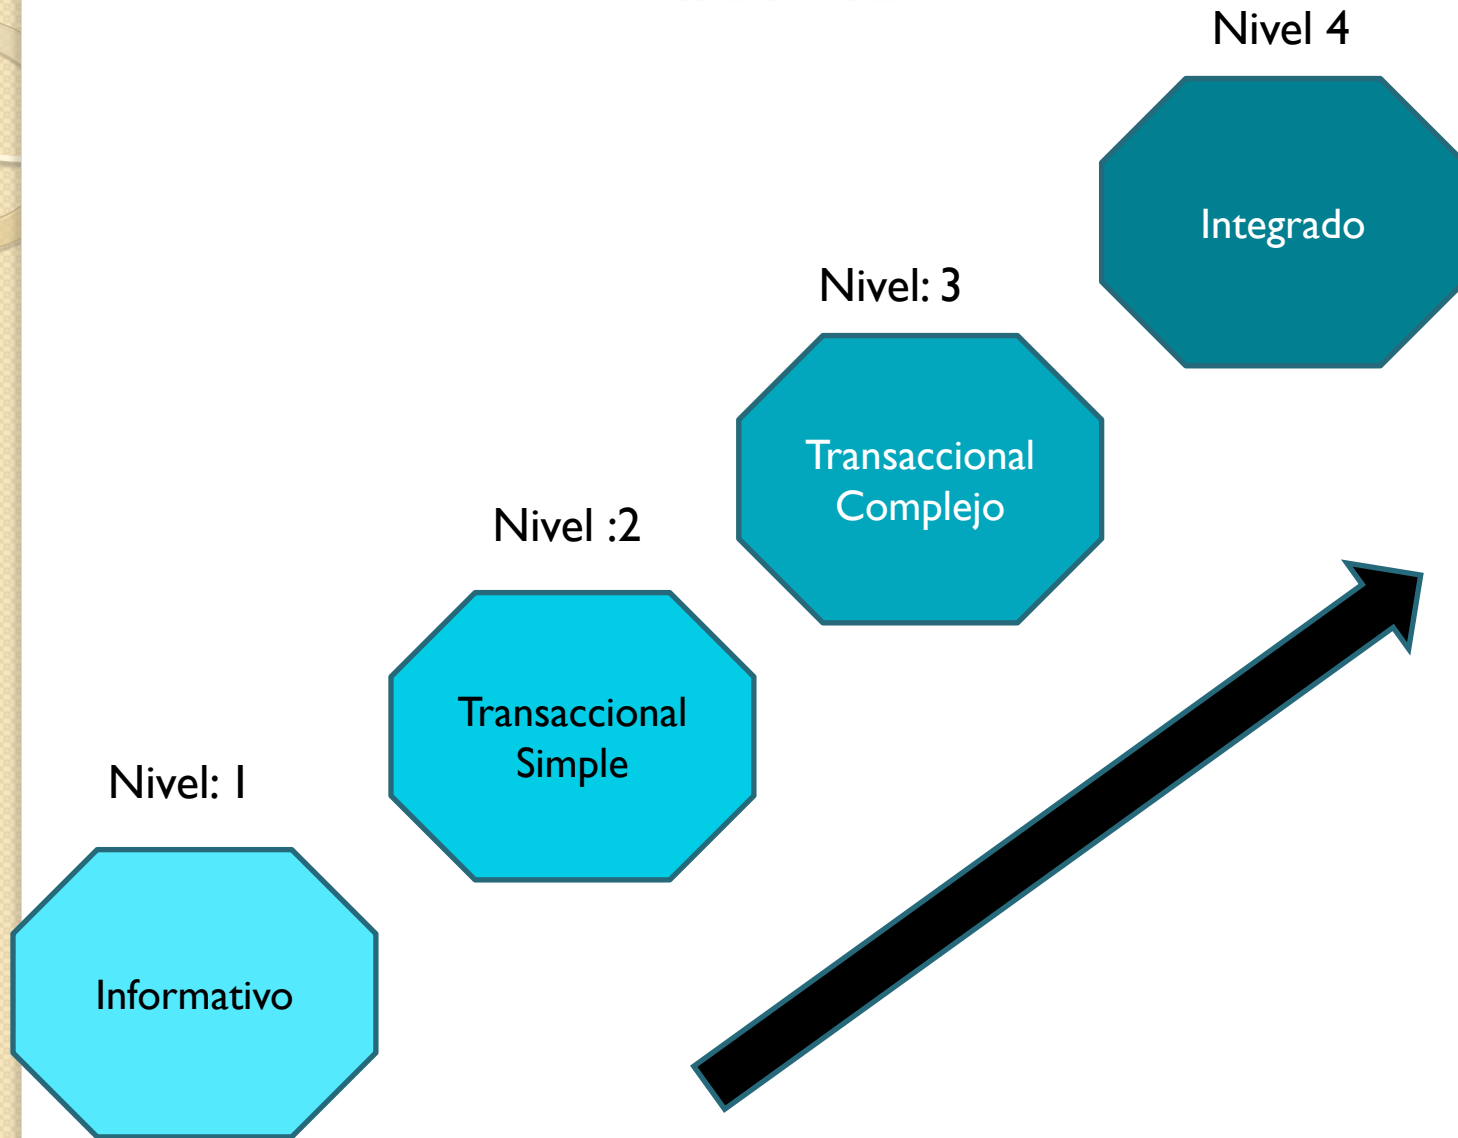 Nivel 4
Integrado
Nivel: 3
Transaccional
Complejo
Nivel :2
Transaccional
Simple
Nivel: 1
Informativo